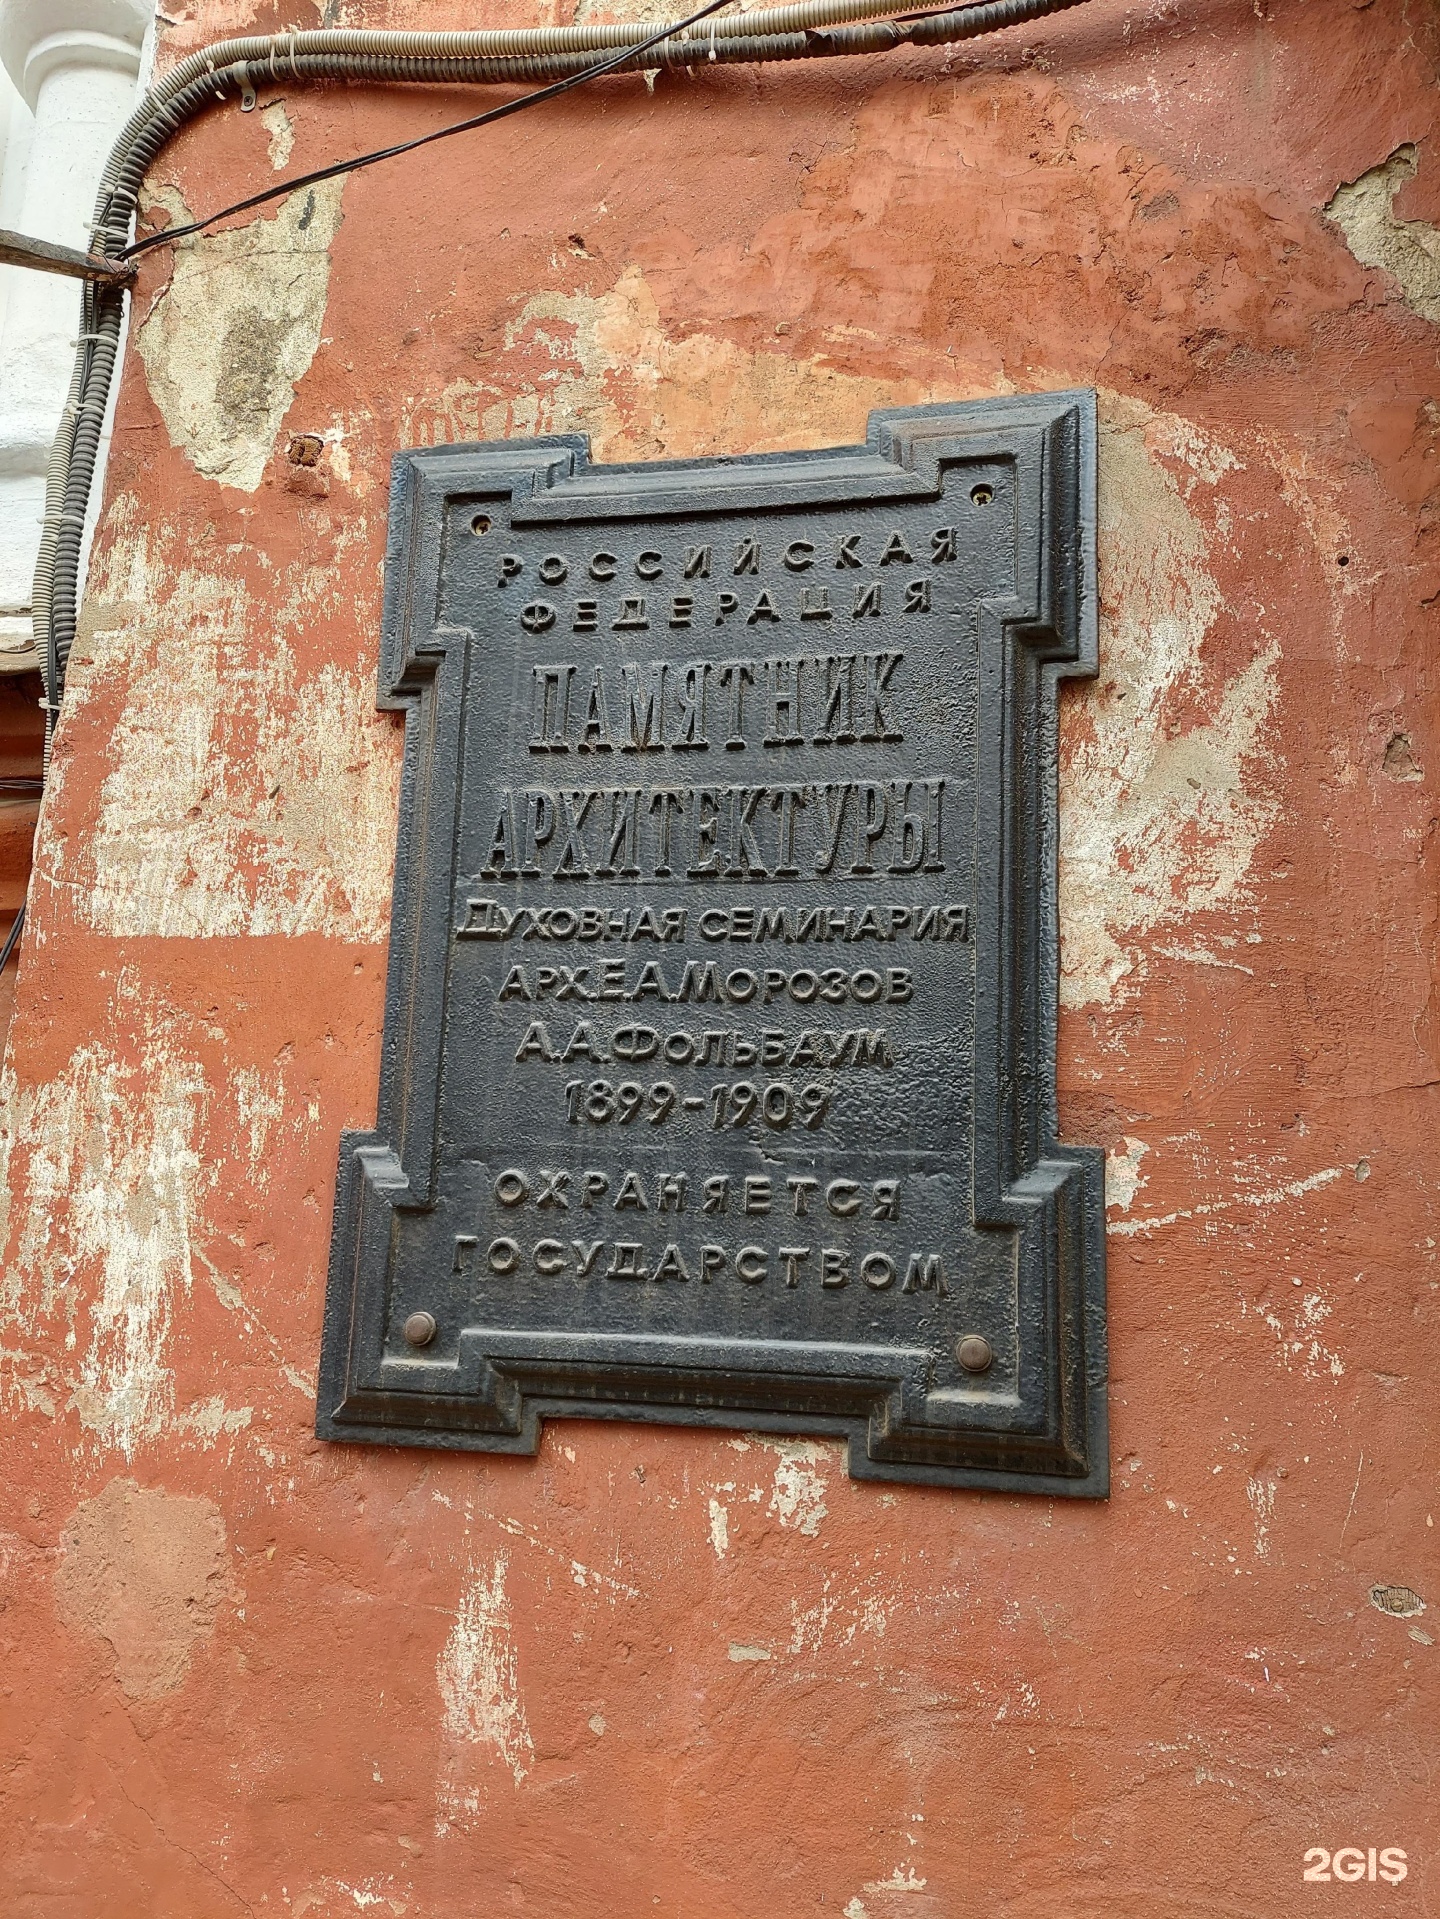 РОССИЙСКАЯ
ФЕДЕРАЦИЯ
ПАМЯТНИК
АРХИТЕКТУРЫ
ДУХОВНАЯ СЕМИНАРИЯ
АРХ.Е.А.МОРОЗОВ
А.А.ФОЛЬБАУМ
1899-1909
ОХРАНЯЕТСЯ
ГОСУДАРСТВОМ
2GIS